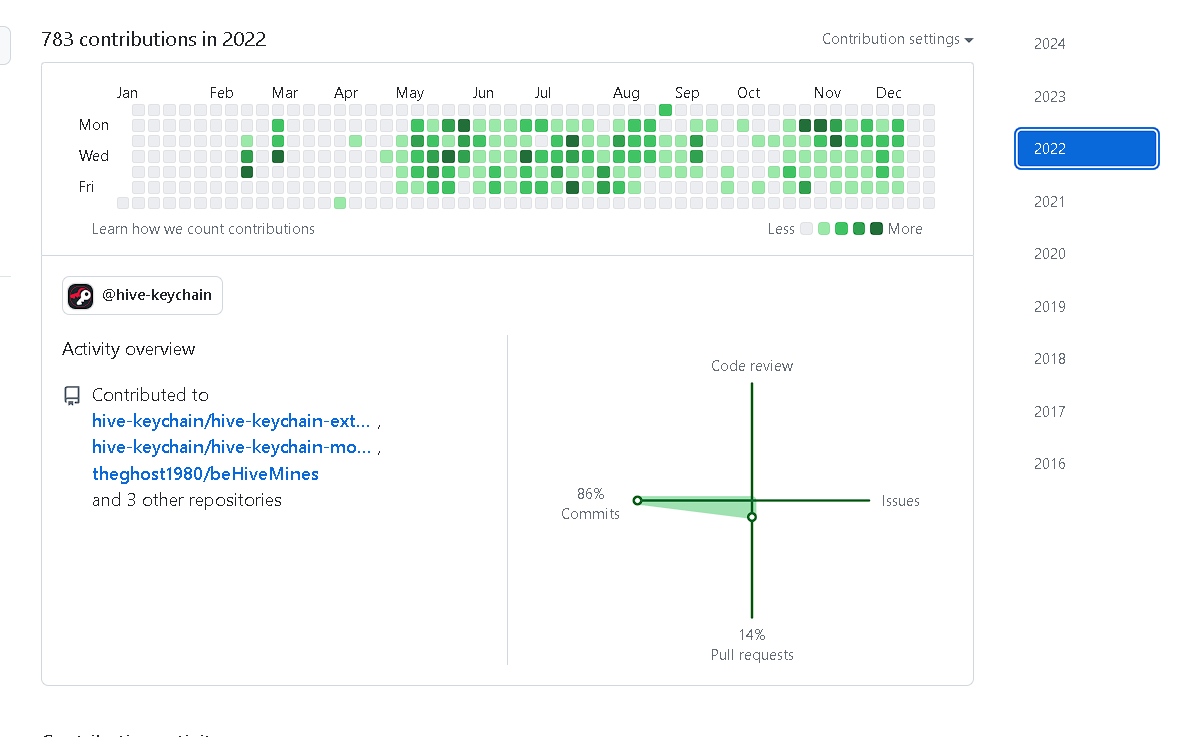 783 contributions in 2022
Contribution settings
2024
2023
2022
2021
2020
2019
2018
2017
2016
Jan Feb Mar Apr May Jun Jul Aug Sep Oct Nov Dec
Mon
Wed
Fri
Learn how we count contributions
Less More
@hive-keychain
Activity overview
Contributed to
hive-keychain/hive-keychain-ext... ,
hive-keychain/hive-keychain-mo... ,
theghost1980/beHiveMines
and 3 other repositories
Code review
86%
Commits
Issues
14%
Pull requests